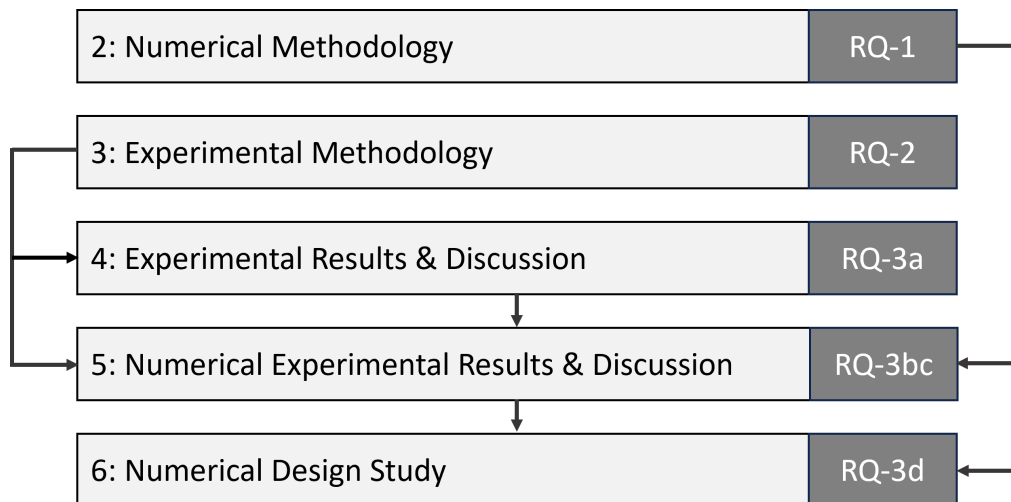 2: Numerical Methodology RQ-1
3: Experimental Methodology RQ-2
4: Experimental Results & Discussion RQ-3a
5: Numerical Experimental Results & Discussion RQ-3bc
6: Numerical Design Study RQ-3d